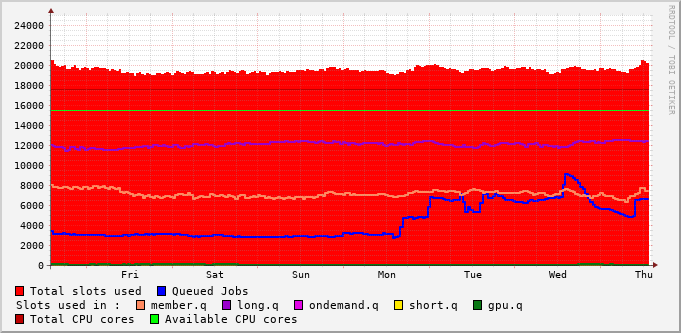 RRDTOOL / TOBI OETIKER
24000
22000
20000
18000
16000
14000
12000
10000
8000
6000
4000
2000
0
Fri Sat Sun Mon Tue Wed Thu
Total slots used Queued Jobs
Slots used in : member.q long.q ondemand.q short.q gpu.q
Total CPU cores Available CPU cores